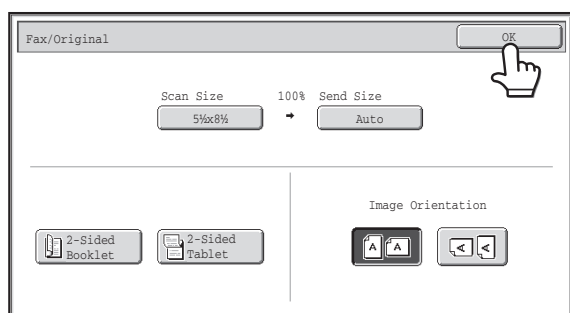 Fax/Original
OK
Scan Size 100% Send Size
5½x8½ ➞ Auto
Image Orientation
2-Sided
Booklet
2-Sided
Tablet
A A A A